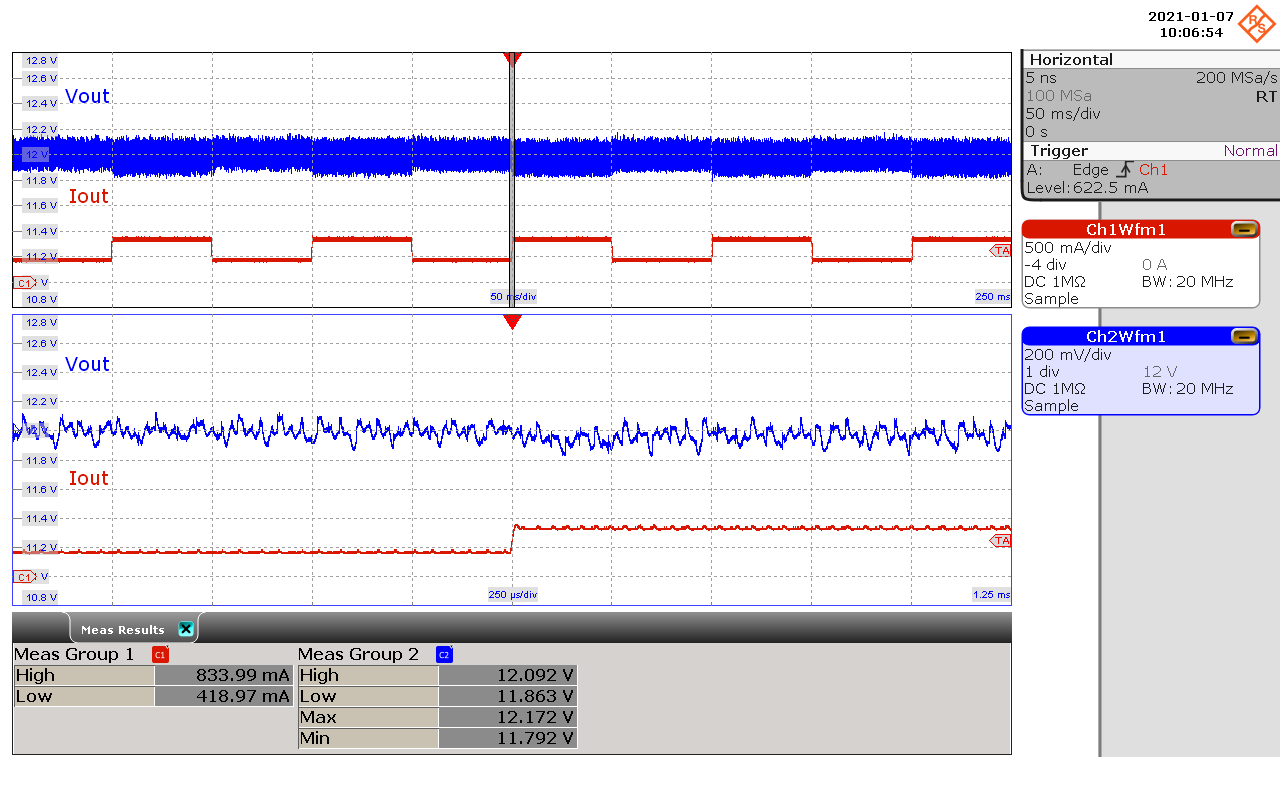 2021-01-07
10:06:54
R&S
12.8 V
12.6 V
Vout
12.4 V
12.2 V
12 V
11.8 V
Iout
11.6 V
11.4 V
11.2 V
TA
C1 V
10.8 V
50 ms/div
250 ms
12.8 V
12.6 V
Vout
12.4 V
12.2 V
12 V
11.8 V
Iout
11.6 V
11.4 V
11.2 V
TA
C1 V
10.8 V
250 µs/div
1.25 ms
Horizontal
5 ns 200 MSa/s
100 MSa RT
50 ms/div
0 s
Trigger Normal
A: Edge Ch1
Level: 622.5 mA
Ch1Wfm1
500 mA/div
-4 div 0 A
DC 1MΩ BW: 20 MHz
Sample
Ch2Wfm1
200 mV/div
1 div 12 V
DC 1MΩ BW: 20 MHz
Sample
Meas Results
Meas Group 1 C1
High 833.99 mA
Low 418.97 mA
Meas Group 2 C2
High 12.092 V
Low 11.863 V
Max 12.172 V
Min 11.792 V